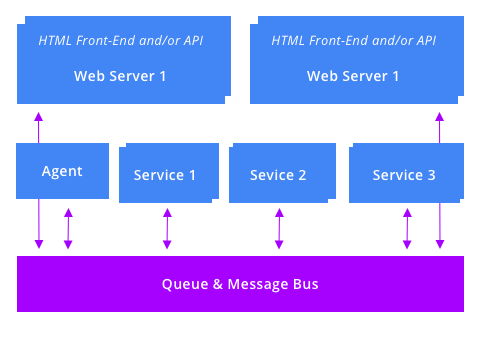 HTML Front-End and/or API
Web Server 1
HTML Front-End and/or API
Web Server 1
Agent
Service 1
Sevice 2
Service 3
Queue & Message Bus